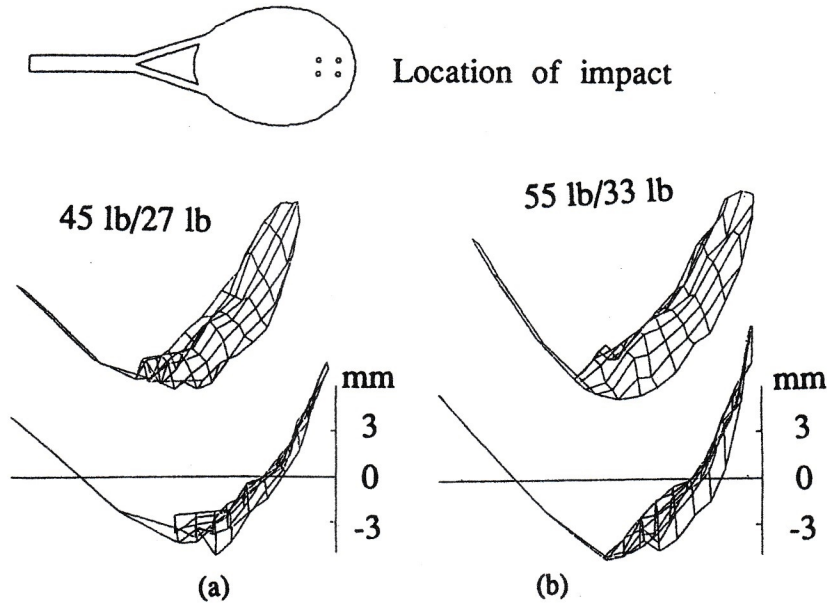 Location of impact
45 lb/27 lb
55 lb/33 lb
mm
3
0
-3
mm
3
0
-3
(a)
(b)